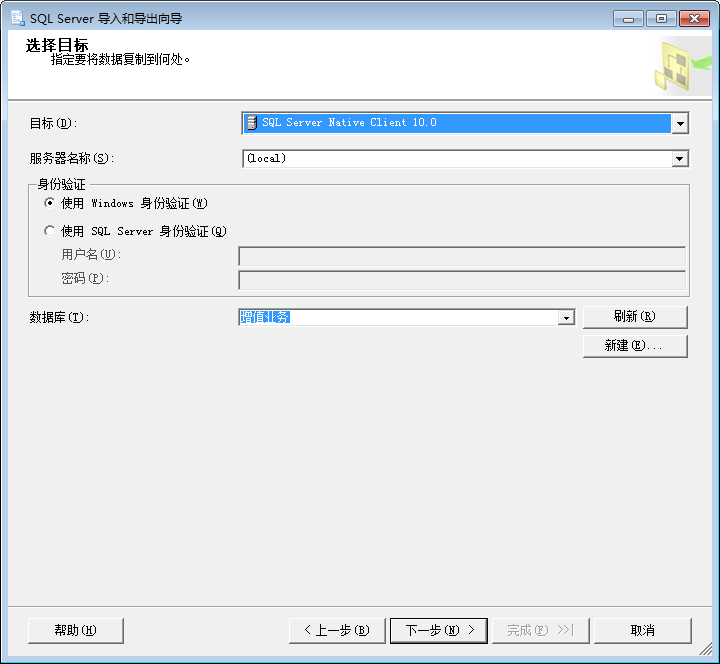 SQL Server 导入和导出向导
选择目标
指定要将数据复制到何处。
目标(D):
SQL Server Native Client 10.0
服务器名称(S):
(local)
身份验证
使用 Windows 身份验证(W)
使用 SQL Server 身份验证(Q)
用户名(U):
密码(P):
数据库(T):
增值业务
刷新(R)
新建(E)...
帮助(H)
< 上一步(B)
下一步(N) >
完成(F) >>|
取消